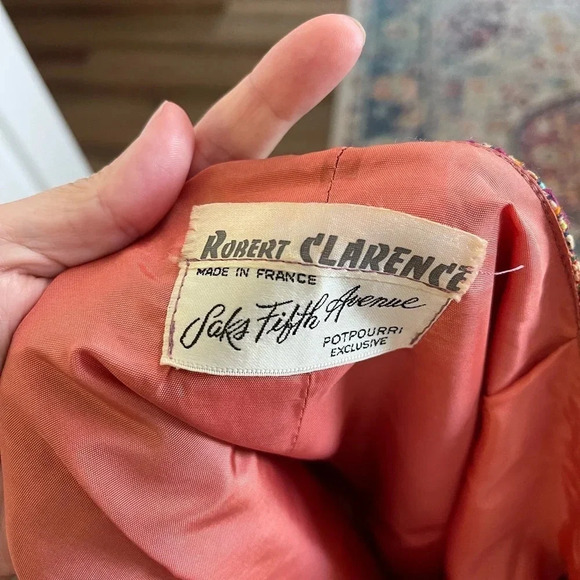 ROBERT CLARENCE
MADE IN FRANCE
Saks Fifth Avenue
POTPOURRI
EXCLUSIVE